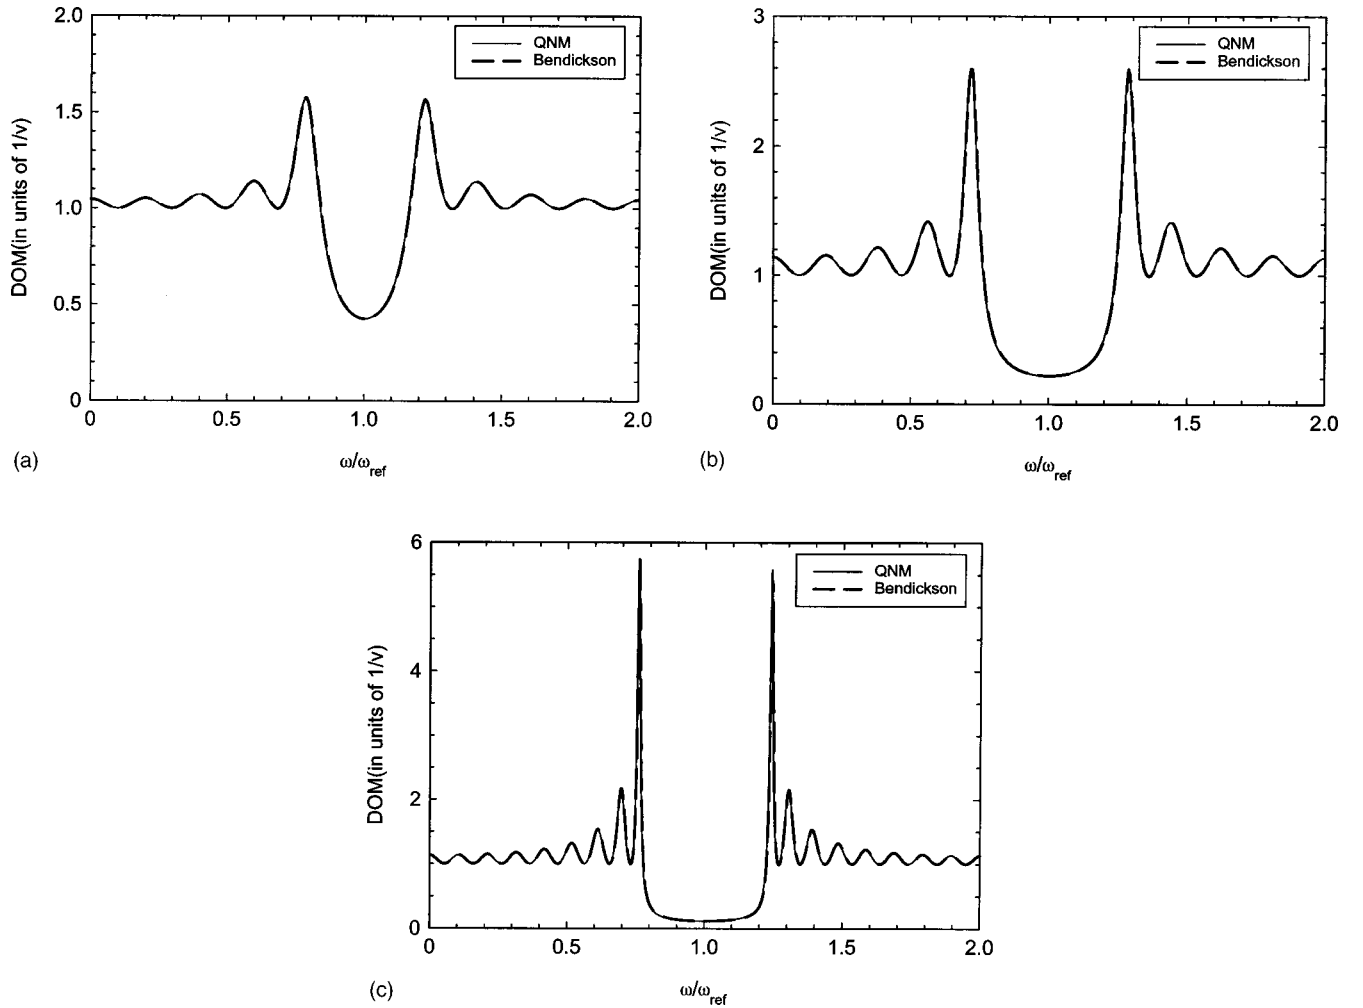 2.0
1.5
1.0
0.5
0
DOM(in units of 1/v)
QNM
Bendickson
0 0.5 1.0 1.5 2.0
ω/ω_ref
(a)
3
2
1
0
DOM(in units of 1/v)
QNM
Bendickson
0 0.5 1.0 1.5 2.0
ω/ω_ref
(b)
6
4
2
0
DOM(in units of 1/v)
QNM
Bendickson
0 0.5 1.0 1.5 2.0
ω/ω_ref
(c)